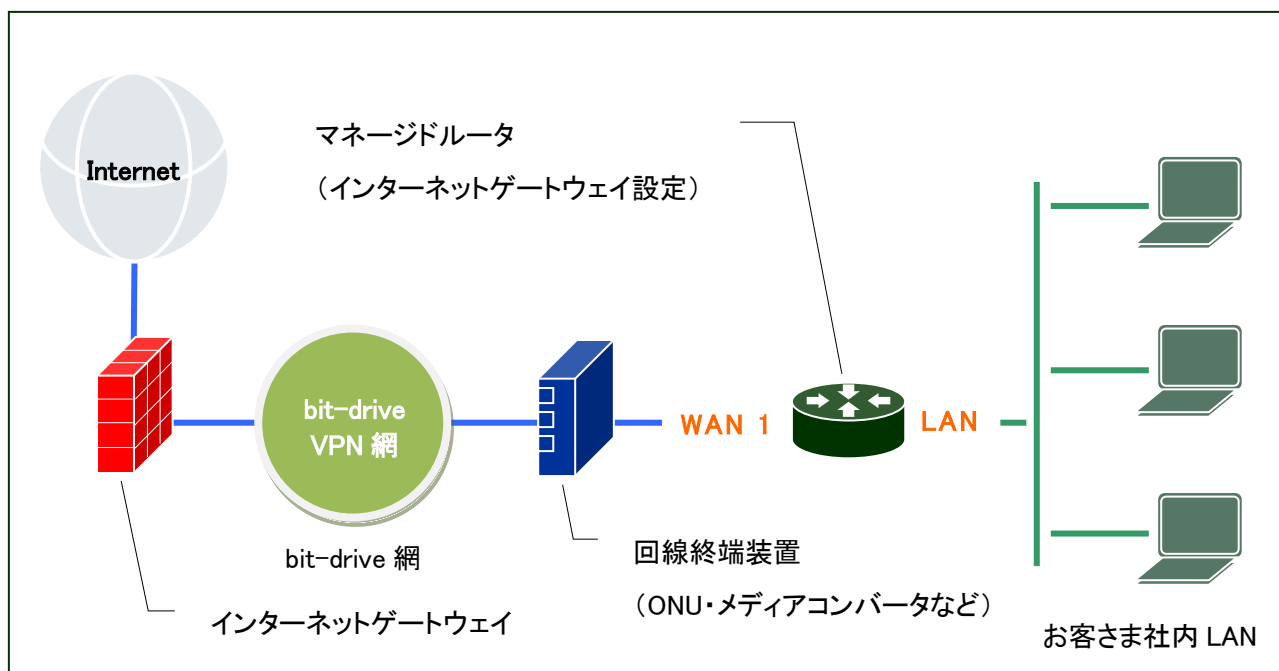 マネージドルータ
（インターネットゲートウェイ設定）
Internet
bit-drive
VPN 網
WAN 1
LAN
bit-drive 網
回線終端装置
（ONU・メディアコンバータなど）
インターネットゲートウェイ
お客さま社内 LAN